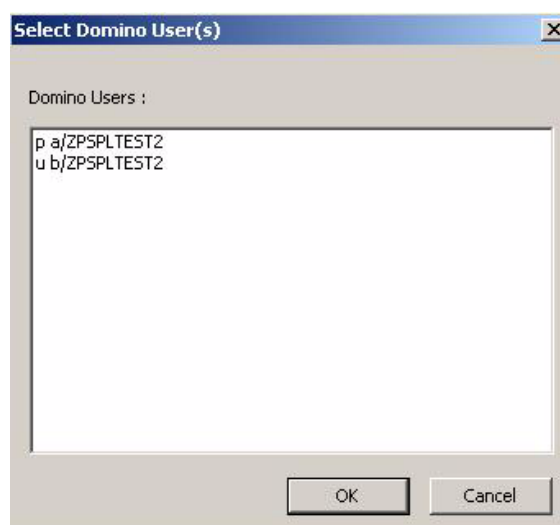 Select Domino User(s)
Domino Users :
p a/ZPSPLTEST2
u b/ZPSPLTEST2
OK
Cancel